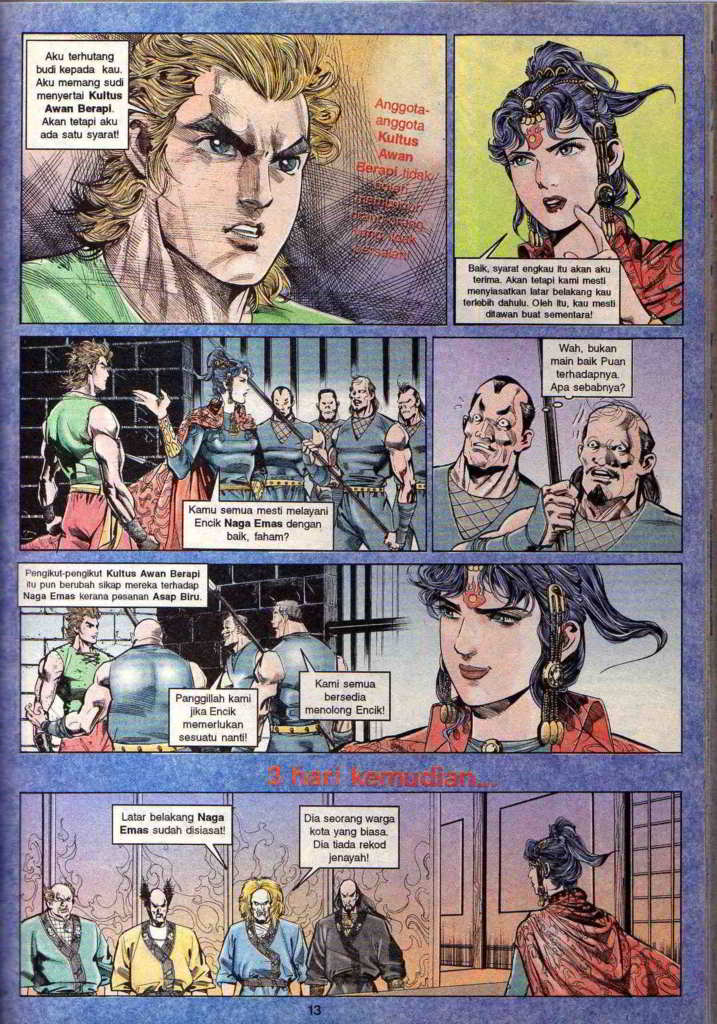 Aku terhutang
budi kepada kau.
Aku memang sudi
menyertai Kultus
Awan Berapi.
Akan tetapi aku
ada satu syarat!
Anggota-
anggota
Kultus
Awan
Berapi tidak
Baik, syarat engkau itu akan aku
terima. Akan tetapi kami mesti
menyiasatkan latar belakang kau
terlebih dahulu. Oleh itu, kau mesti
ditawan buat sementara!
Kamu semua mesti melayani
Encik Naga Emas dengan
baik, faham?
Wah, bukan
main baik Puan
terhadapnya.
Apa sebabnya?
Pengikut-pengikut Kultus Awan Berapi
itu pun berubah sikap mereka terhadap
Naga Emas kerana pesanan Asap Biru.
Panggillah kami
jika Encik
memerlukan
sesuatu nanti!
Kami semua
bersedia
menolong Encik!
3 hari kemudian...
Latar belakang Naga
Emas sudah disiasat!
Dia seorang warga
kota yang biasa.
Dia tiada rekod
jenayah!
13